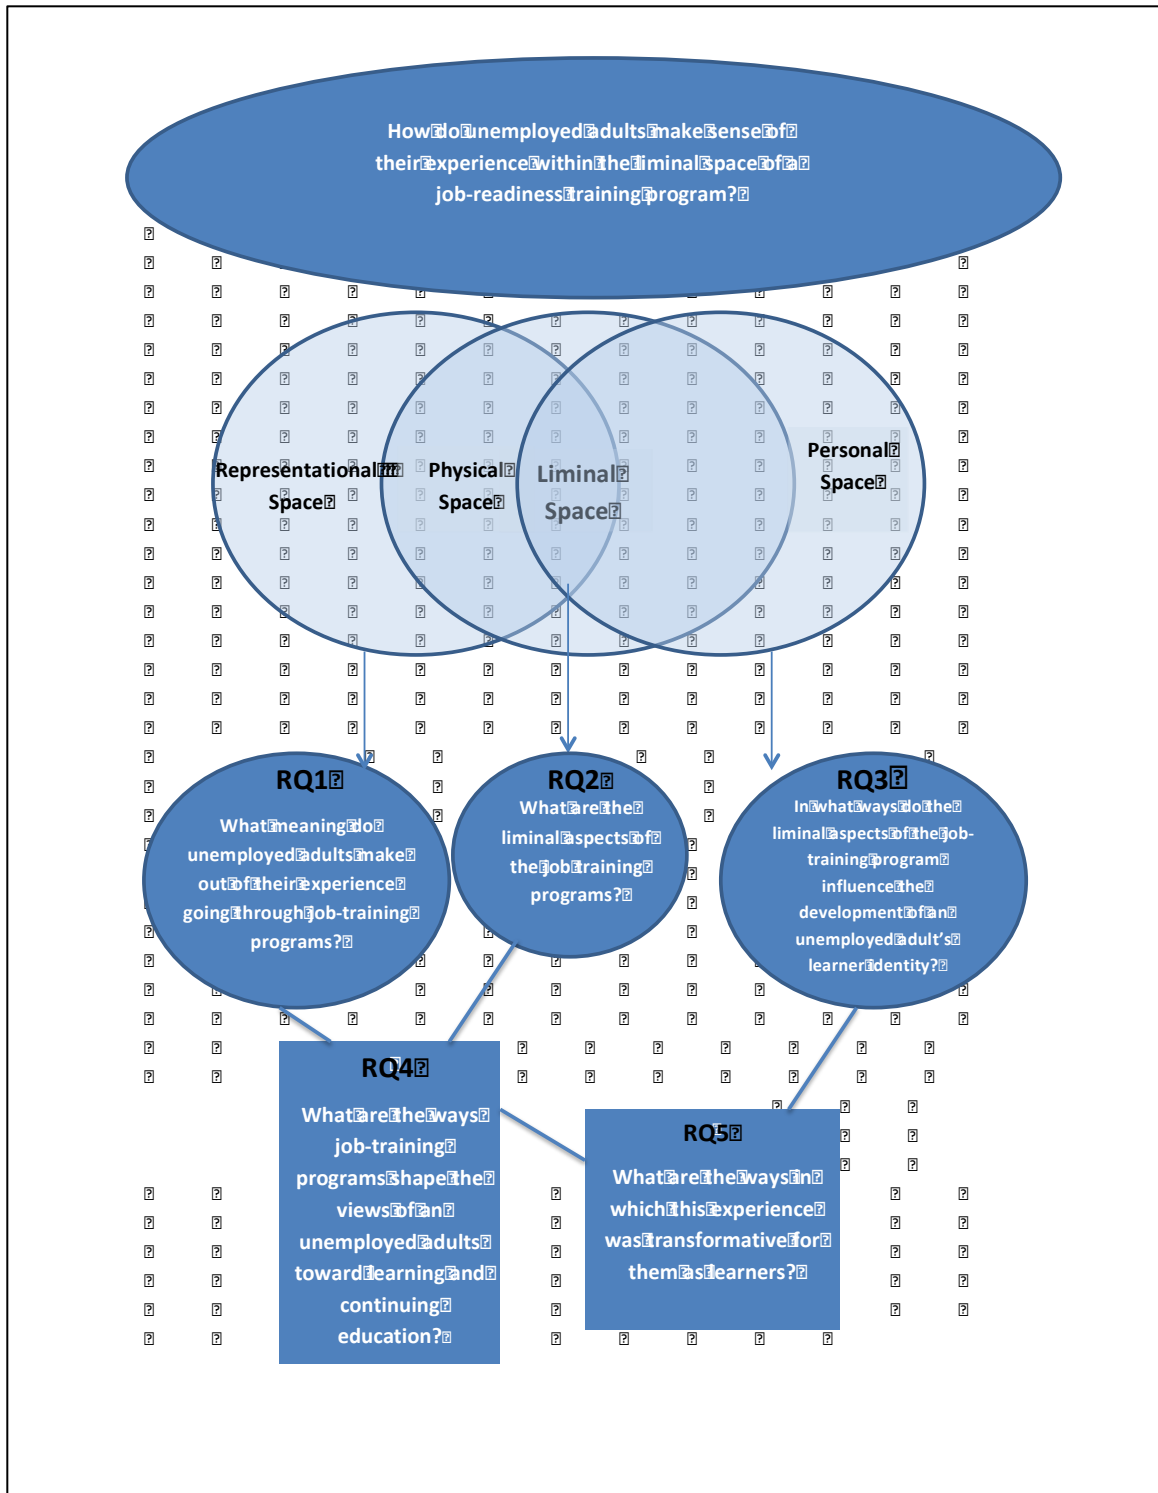 How do unemployed adults make sense of
their experience within the liminal space of a
job-readiness training program?
Representational
Space
Physical
Space
Liminal
Space
Personal
Space
RQ1
What meaning do
unemployed adults make
out of their experience
going through job-training
programs?
RQ2
What are the
liminal aspects of
the job training
programs?
RQ3
In what ways do the
liminal aspects of the job-
training program
influence the
development of an
unemployed adult's
learner identity?
RQ4
What are the ways
job-training
programs shape the
views of an
unemployed adults
toward learning and
continuing
education?
RQ5
What are the ways in
which this experience
was transformative for
them as learners?